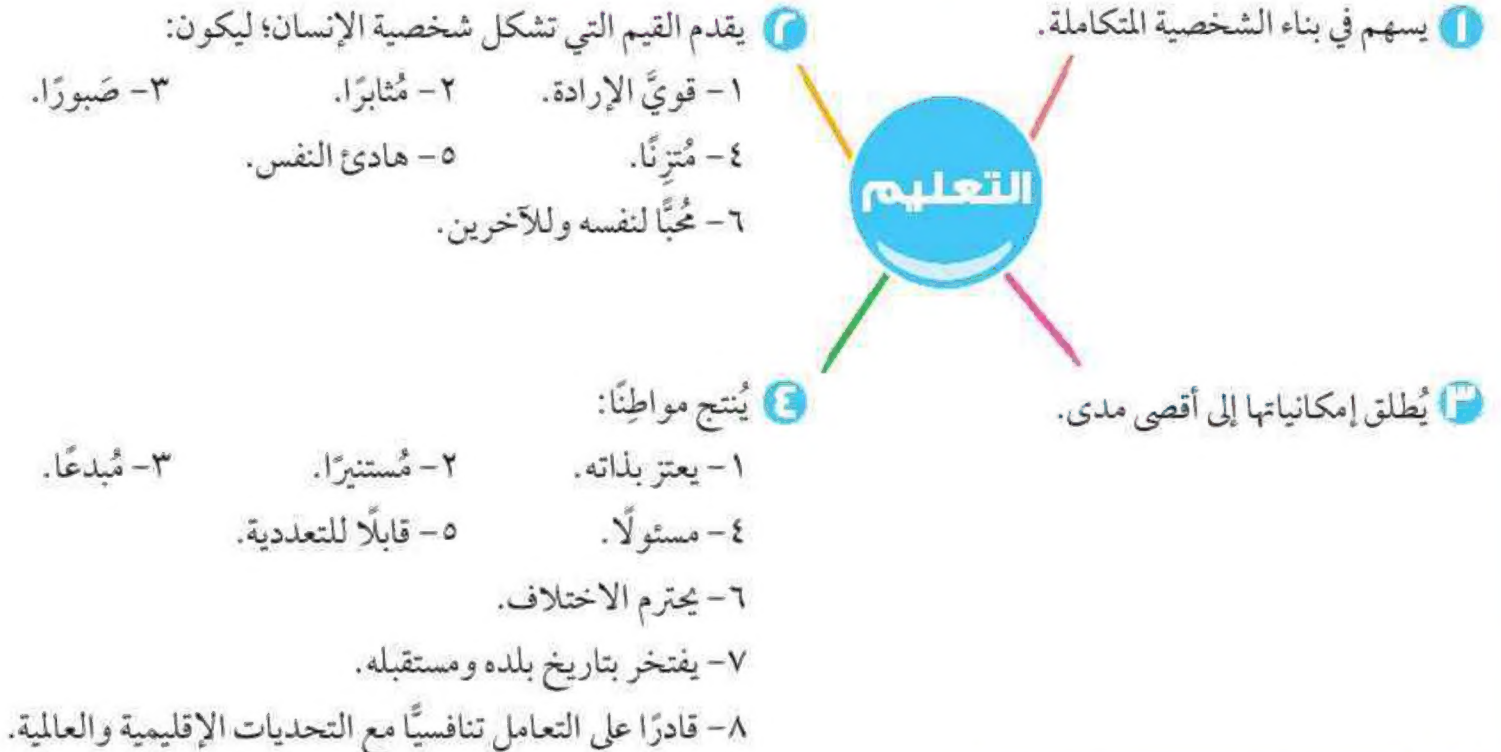 ١ يسهم في بناء الشخصية المتكاملة.
٢ يقدم القيم التي تشكل شخصية الإنسان؛ ليكون:
١- قويَّ الإرادة. ٢- مُثابرًا. ٣- صَبورًا.
٤- مُتزِنًا. ٥- هادئ النفس.
٦- مُحبًّا لنفسه وللآخرين.
التعليم
٣ يُطلق إمكانياتها إلى أقصى مدى.
٤ يُنتج مواطِنًا:
١- يعتز بذاته. ٢- مُستنيرًا. ٣- مُبدعًا.
٤- مسئولًا. ٥- قابلًا للتعددية.
٦- يحترم الاختلاف.
٧- يفتخر بتاريخ بلده ومستقبله.
٨- قادرًا على التعامل تنافسيًّا مع التحديات الإقليمية والعالمية.